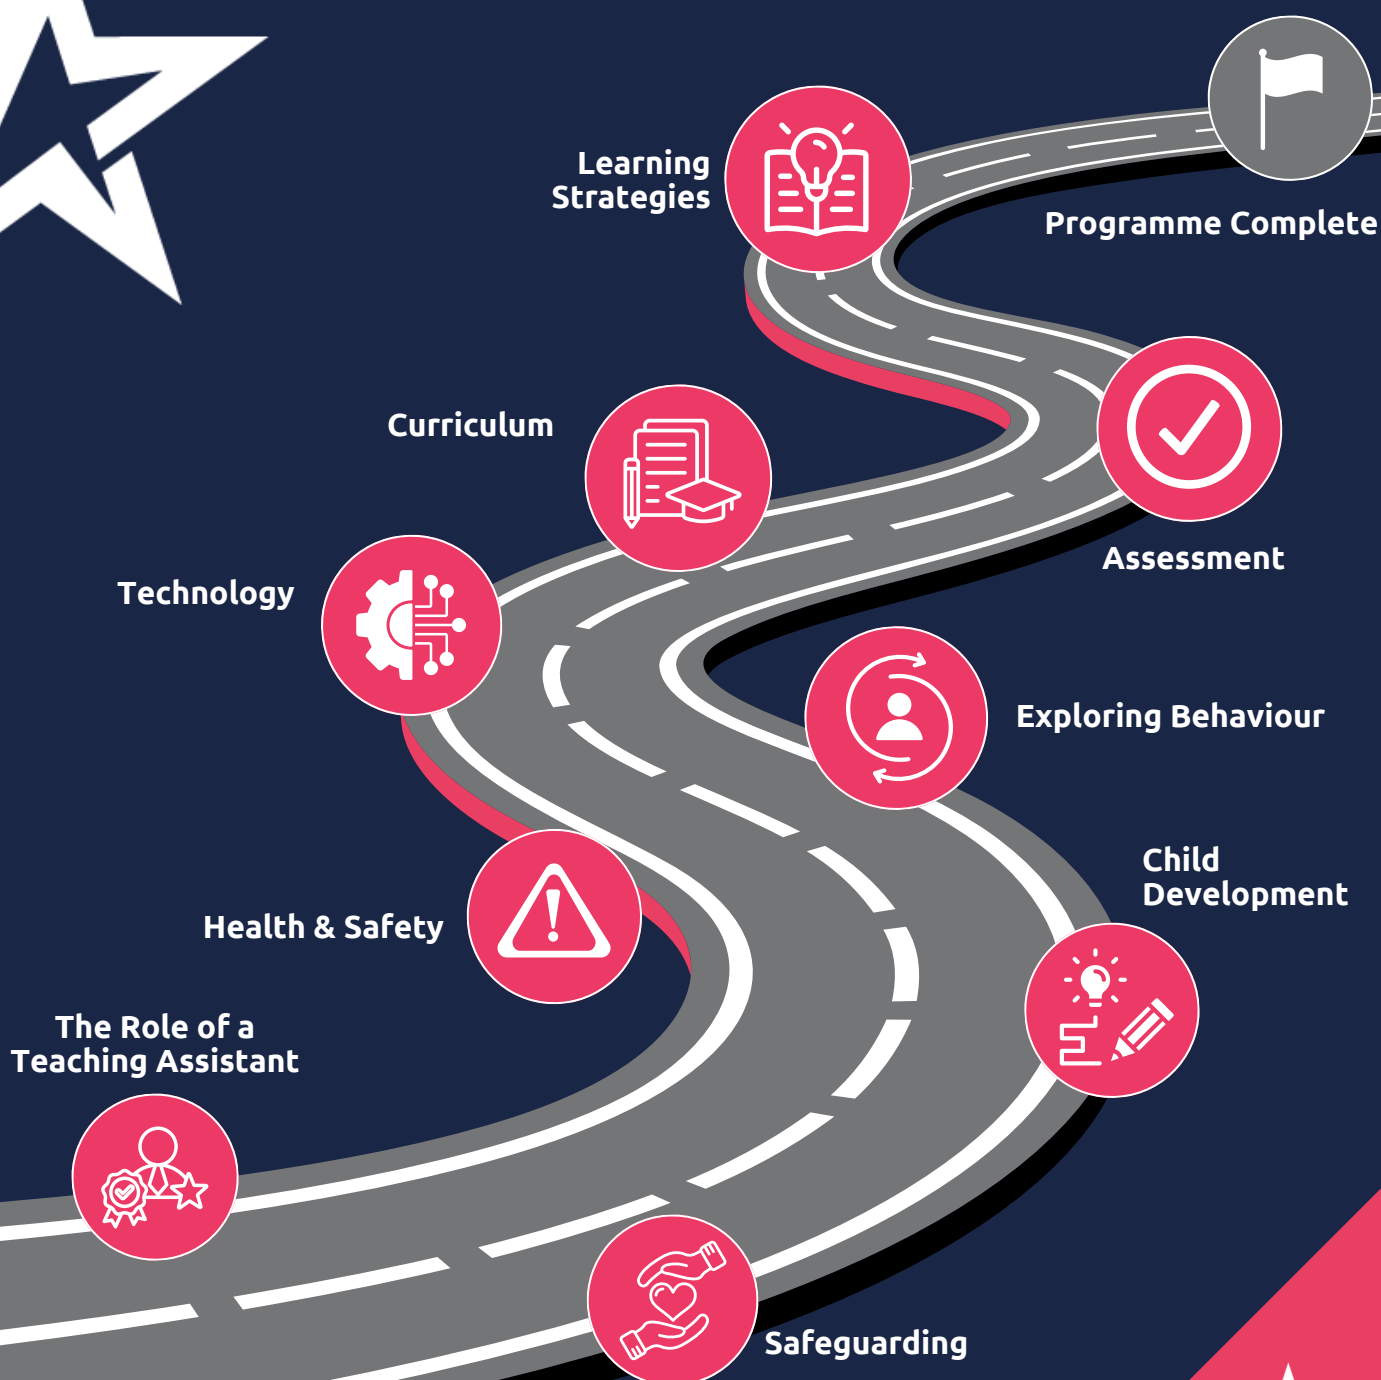 Learning
Strategies
Programme Complete
Curriculum
Assessment
Technology
Exploring Behaviour
Child
Development
Health & Safety
The Role of a
Teaching Assistant
Safeguarding